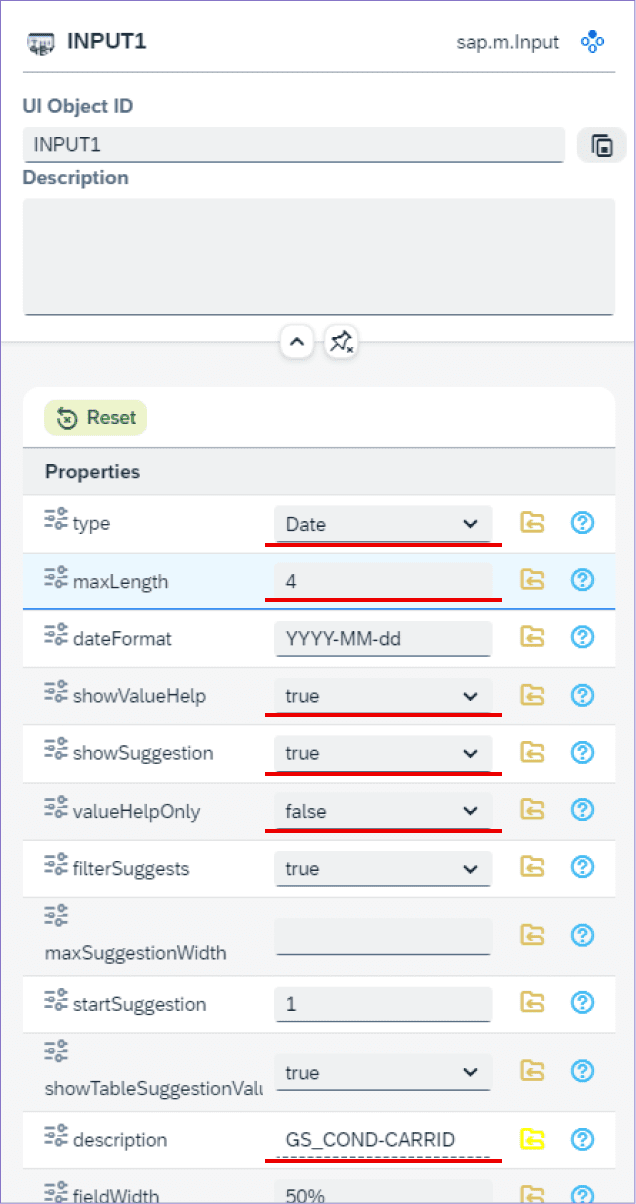 INPUT1
sap.m.Input
UI Object ID
INPUT1
Description
Reset
Properties
type Date
maxLength 4
dateFormat YYYY-MM-dd
showValueHelp true
showSuggestion true
valueHelpOnly false
filterSuggests true
maxSuggestionWidth
startSuggestion 1
showTableSuggestionValu true
description GS_COND-CARRID
fieldWidth 50%